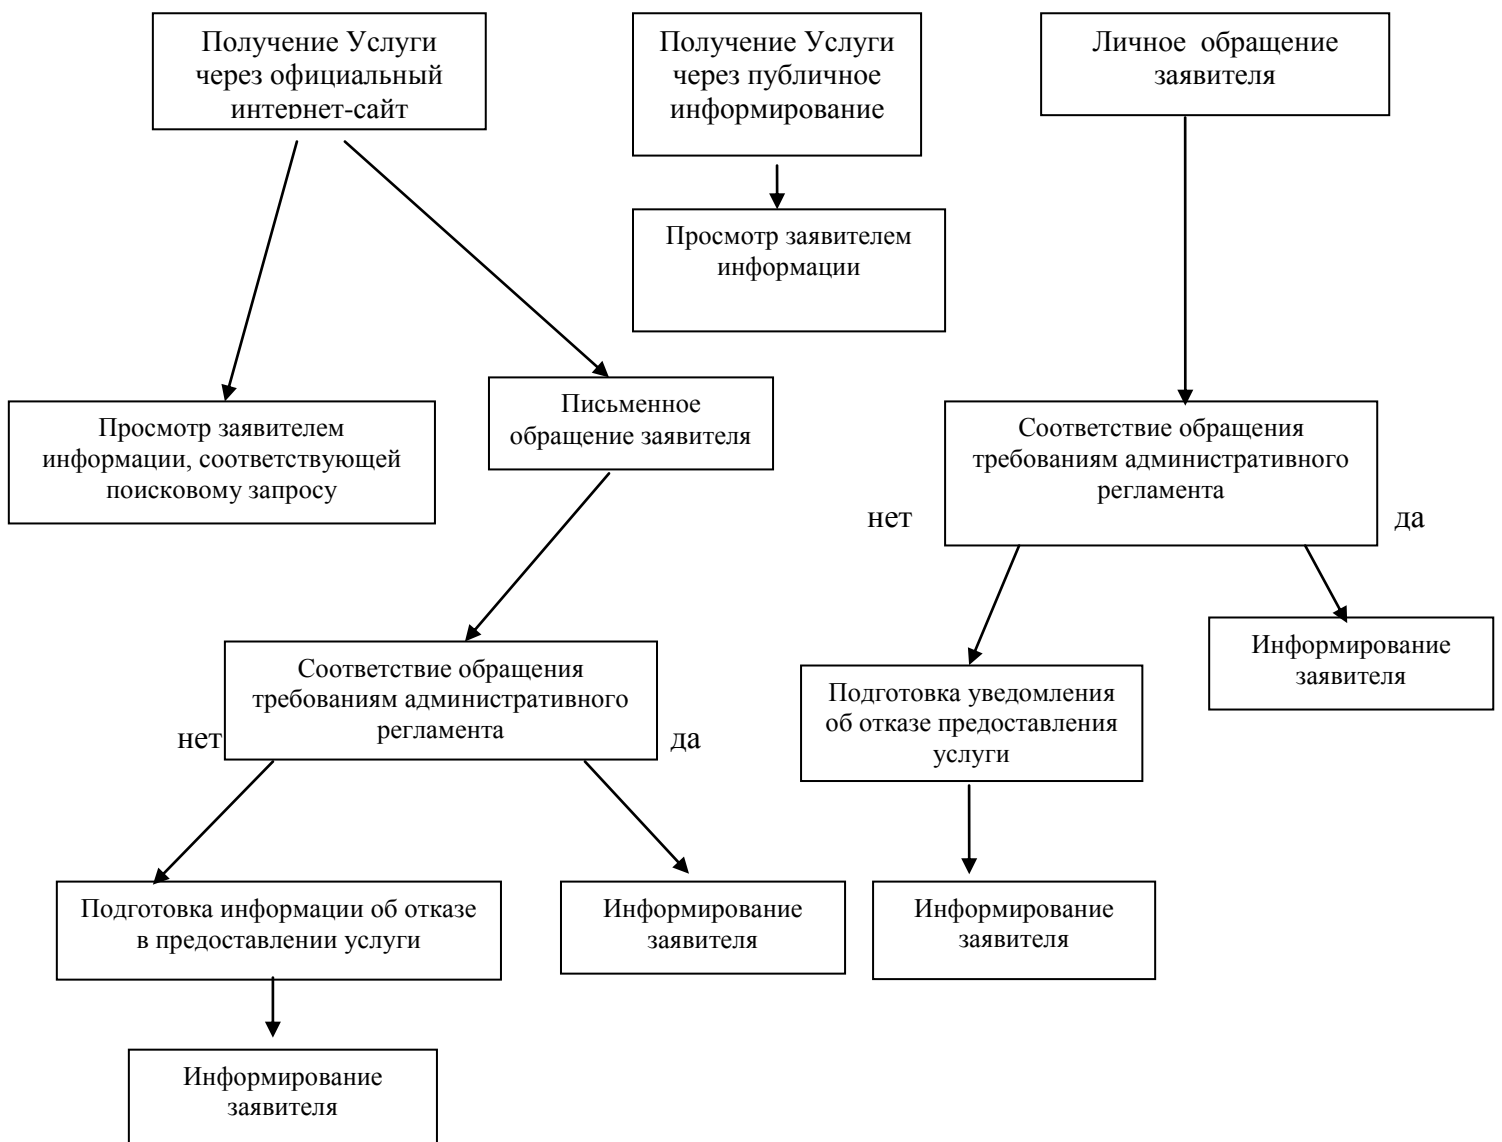 Получение Услуги
через официальный
интернет-сайт
Получение Услуги
через публичное
информирование
Личное обращение
заявителя
Просмотр заявителем
информации
Просмотр заявителем
информации, соответствующей
поисковому запросу
Письменное
обращение заявителя
Соответствие обращения
требованиям административного
регламента
нет
да
Информирование
заявителя
Соответствие обращения
требованиям административного
регламента
нет
да
Подготовка уведомления
об отказе предоставления
услуги
Подготовка информации об отказе
в предоставлении услуги
Информирование
заявителя
Информирование
заявителя
Информирование
заявителя